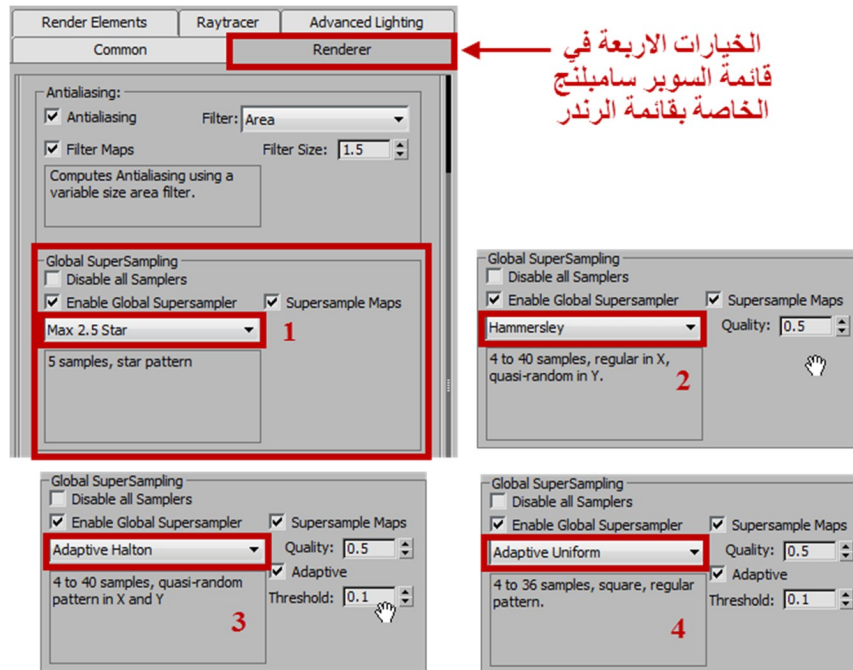 Render Elements Raytracer Advanced Lighting
Common Renderer
الخيارات الاربعة في
قائمة السوبر سامبلنج
الخاصة بقائمة الرندر
Antialiasing:
Antialiasing Filter: Area
Filter Maps Filter Size: 1.5
Computes Antialiasing using a
variable size area filter.
Global SuperSampling
Disable all Samplers
Enable Global Supersampler Supersample Maps
Max 2.5 Star 1
5 samples, star pattern
Global SuperSampling
Disable all Samplers
Enable Global Supersampler Supersample Maps
Hammersley Quality: 0.5
4 to 40 samples, regular in X,
quasi-random in Y. 2
Global SuperSampling
Disable all Samplers
Enable Global Supersampler Supersample Maps
Adaptive Halton Quality: 0.5
Adaptive
4 to 40 samples, quasi-random
pattern in X and Y Threshold: 0.1
3
Global SuperSampling
Disable all Samplers
Enable Global Supersampler Supersample Maps
Adaptive Uniform Quality: 0.5
Adaptive
4 to 36 samples, square, regular
pattern. Threshold: 0.1
4